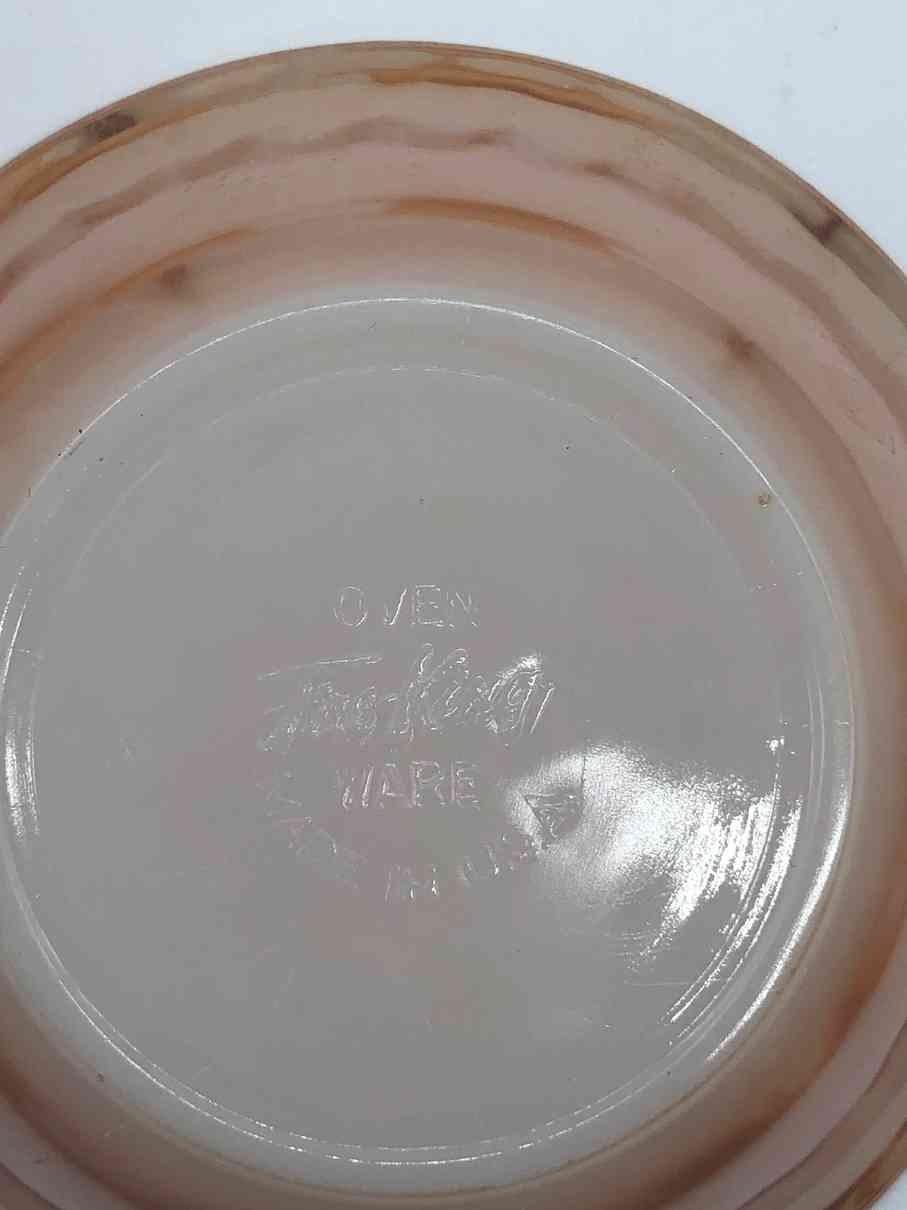 OVEN
Fire-King
WARE
MADE IN U.S.A.